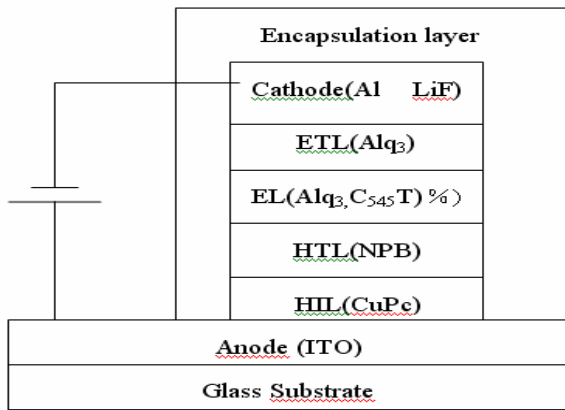 Encapsulation layer
Cathode(Al LiF)
ETL(Alq₃)
EL(Alq₃,C₅₄₅T) %)
HTL(NPB)
HIL(CuPc)
Anode (ITO)
Glass Substrate